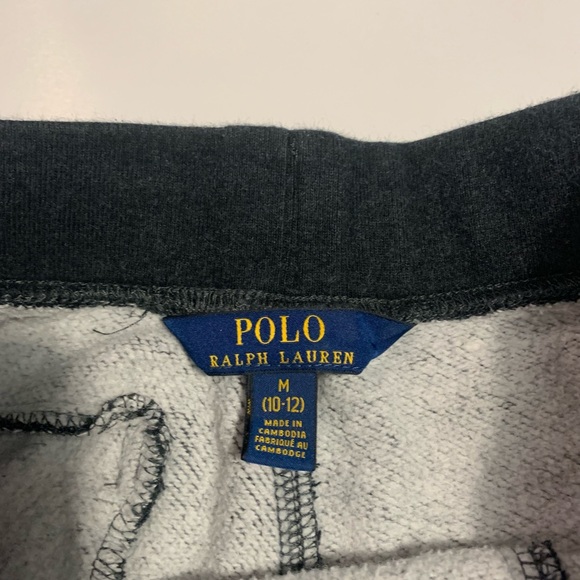 POLO
RALPH LAUREN
M
(10-12)
MADE IN
CAMBODIA
FABRIQUÉ AU
CAMBODGE